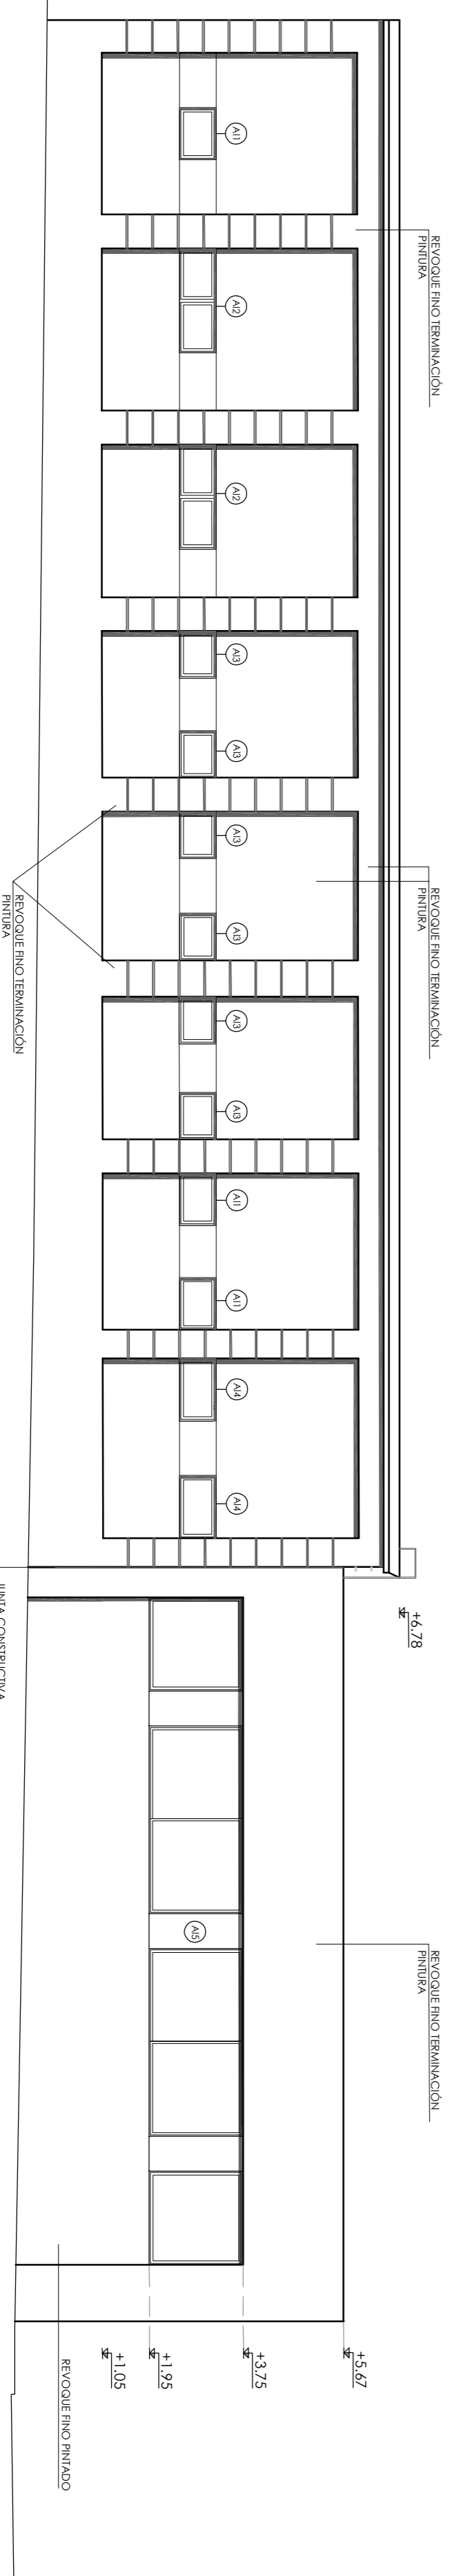 REVOQUE FINO TERMINACIÓN
PINTURA
REVOQUE FINO TERMINACIÓN
PINTURA
REVOQUE FINO TERMINACIÓN
PINTURA
+6.78
+5.67
+3.75
+1.95
+1.05
AI1
AI2
AI2
AI3
AI3
AI3
AI3
AI3
AI3
AI1
AI1
AI4
AI4
AI5
REVOQUE FINO PINTADO
REVOQUE FINO TERMINACIÓN
PINTURA
JUNTA CONSTRUCTIVA